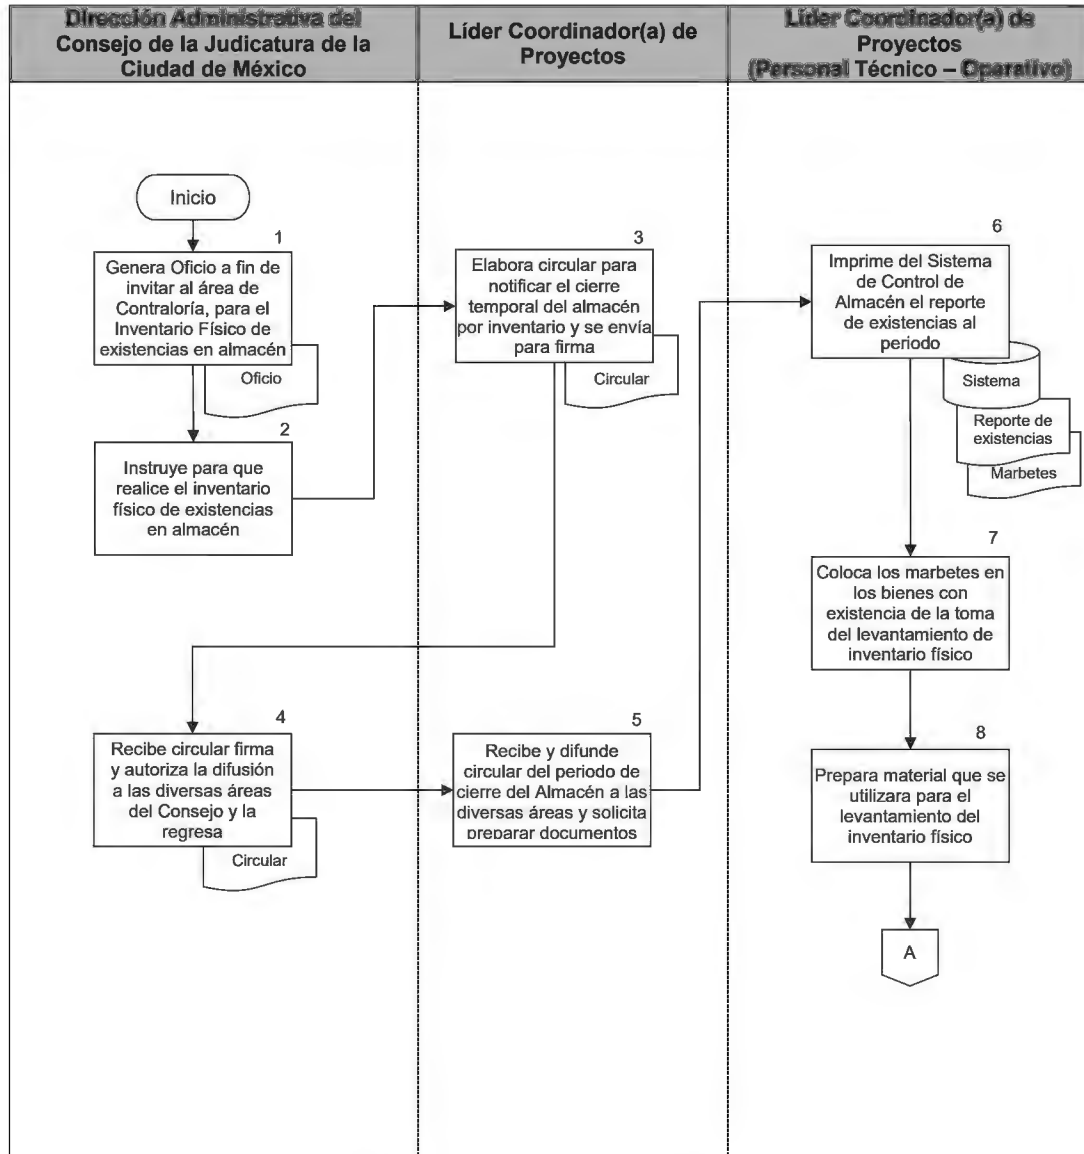 Dirección Administrativa del
Consejo de la Judicatura de la
Ciudad de México
Líder Coordinador(a) de
Proyectos
Líder Coordinador(a) de
Proyectos
(Personal Técnico – Operativo)
Inicio
1
Genera Oficio a fin de
invitar al área de
Contraloría, para el
Inventario Físico de
existencias en almacén
Oficio
2
Instruye para que
realice el inventario
físico de existencias
en almacén
3
Elabora circular para
notificar el cierre
temporal del almacén
por inventario y se envía
para firma
Circular
4
Recibe circular firma
y autoriza la difusión
a las diversas áreas
del Consejo y la
regresa
Circular
5
Recibe y difunde
circular del periodo de
cierre del Almacén a las
diversas áreas y solicita
preparar documentos
6
Imprime del Sistema
de Control de
Almacén el reporte
de existencias al
periodo
Sistema
Reporte de
existencias
Marbetes
7
Coloca los marbetes en
los bienes con
existencia de la toma
del levantamiento de
inventario físico
8
Prepara material que se
utilizara para el
levantamiento del
inventario físico
A